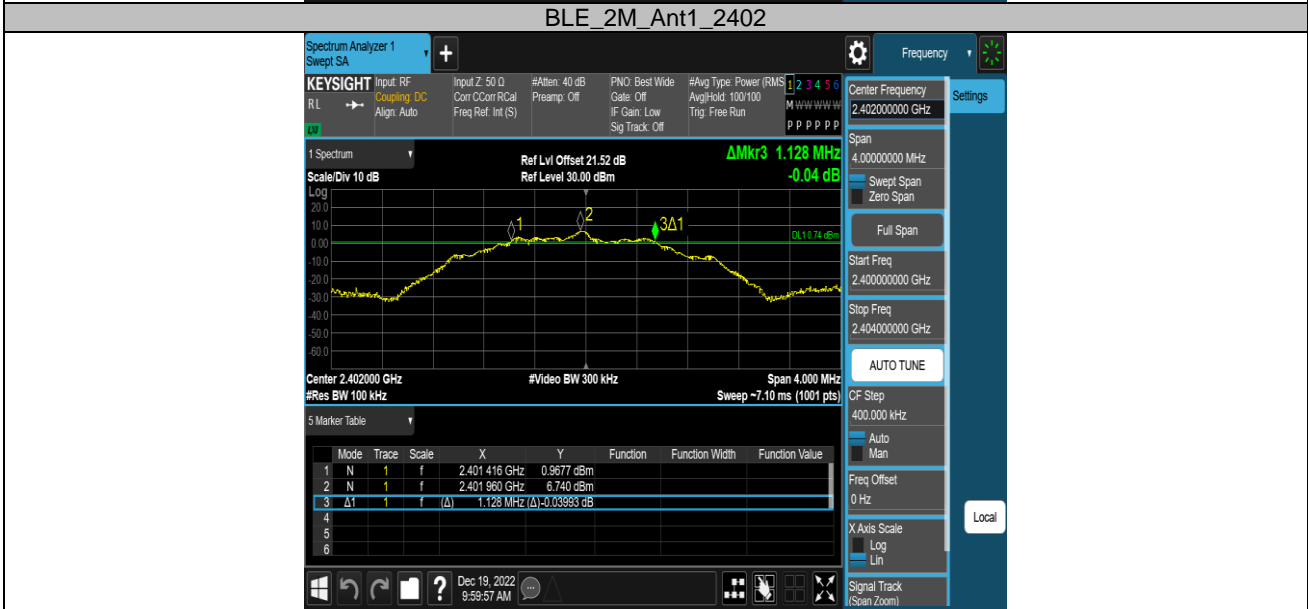 BLE_2M_Ant1_2402
Spectrum Analyzer 1
Swept SA
+
Frequency
KEYSIGHT
RL
LXI
Input: RF
Coupling: DC
Align: Auto
Input Z: 50 Ω
Corr CCorr RCal
Freq Ref: Int (S)
#Atten: 40 dB
Preamp: Off
PNO: Best Wide
Gate: Off
IF Gain: Low
Sig Track: Off
#Avg Type: Power (RMS
Avg|Hold: 100/100
Trig: Free Run
1 2 3 4 5 6
M W W W W W
P P P P P P
1 Spectrum
Scale/Div 10 dB
Ref Lvl Offset 21.52 dB
Ref Level 30.00 dBm
ΔMkr3 1.128 MHz
-0.04 dB
Log
20.0
10.0
0.00
-10.0
-20.0
-30.0
-40.0
-50.0
-60.0
1
2
3Δ1
DL1 0.74 dBm
Center 2.402000 GHz
#Res BW 100 kHz
#Video BW 300 kHz
Span 4.000 MHz
Sweep ~7.10 ms (1001 pts)
5 Marker Table
Mode Trace Scale X Y Function Function Width Function Value
1 N 1 f 2.401 416 GHz 0.9677 dBm
2 N 1 f 2.401 960 GHz 6.740 dBm
3 Δ1 1 f (Δ) 1.128 MHz (Δ)-0.03993 dB
4
5
6
Dec 19, 2022
9:59:57 AM
?
Center Frequency
2.402000000 GHz
Settings
Span
4.00000000 MHz
Swept Span
Zero Span
Full Span
Start Freq
2.400000000 GHz
Stop Freq
2.404000000 GHz
AUTO TUNE
CF Step
400.000 kHz
Auto
Man
Freq Offset
0 Hz
X Axis Scale
Log
Lin
Local
Signal Track
(Span Zoom)